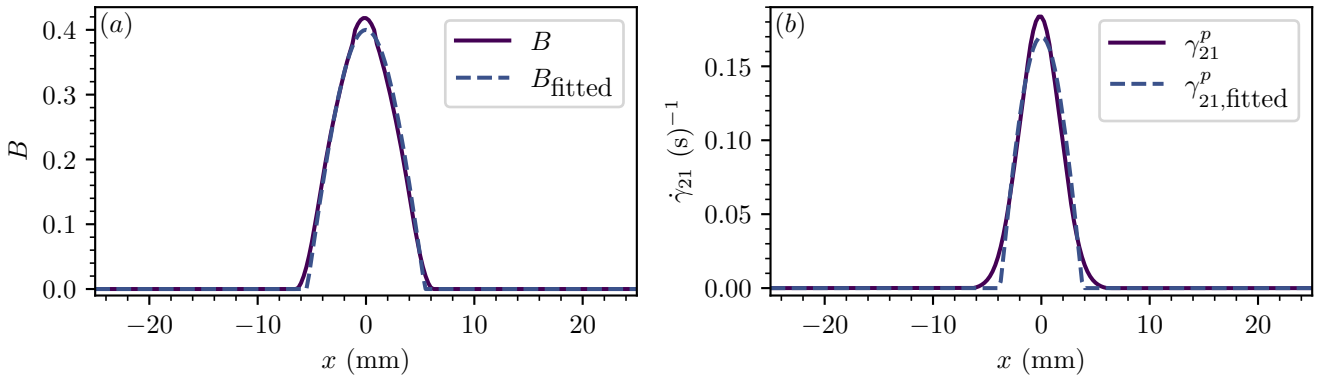 (a)
B
B_fitted
0.4
0.3
0.2
0.1
0.0
B
−20 −10 0 10 20
x (mm)
(b)
γ^p_21
γ^p_21,fitted
0.15
0.10
0.05
0.00
γ̇_21 (s)^−1
−20 −10 0 10 20
x (mm)